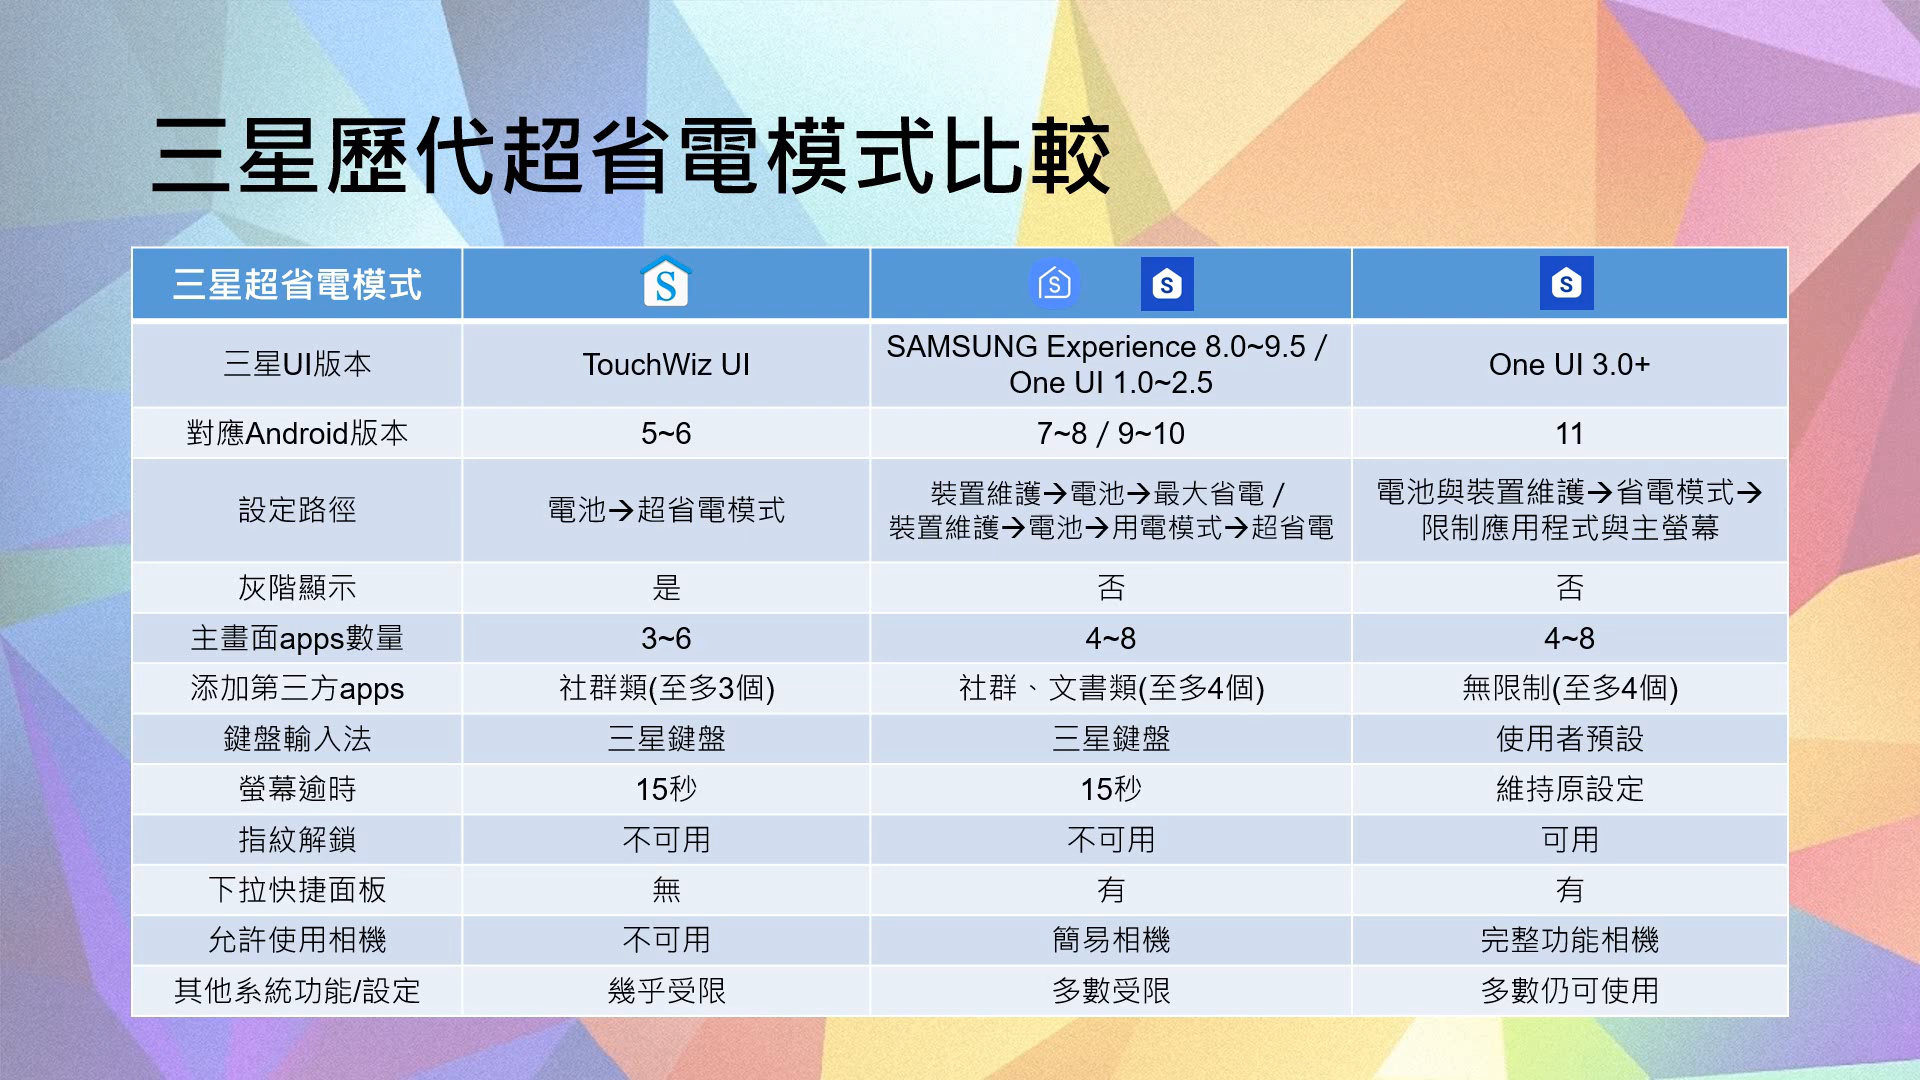 三星歷代超省電模式比較
三星超省電模式 S S S S
三星UI版本 TouchWiz UI SAMSUNG Experience 8.0~9.5 / One UI 3.0+
One UI 1.0~2.5
對應Android版本 5~6 7~8 / 9~10 11
設定路徑 電池→超省電模式 裝置維護→電池→最大省電 / 電池與裝置維護→省電模式→
裝置維護→電池→用電模式→超省電 限制應用程式與主螢幕
灰階顯示 是 否 否
主畫面apps數量 3~6 4~8 4~8
添加第三方apps 社群類(至多3個) 社群、文書類(至多4個) 無限制(至多4個)
鍵盤輸入法 三星鍵盤 三星鍵盤 使用者預設
螢幕逾時 15秒 15秒 維持原設定
指紋解鎖 不可用 不可用 可用
下拉快捷面板 無 有 有
允許使用相機 不可用 簡易相機 完整功能相機
其他系統功能/設定 幾乎受限 多數受限 多數仍可使用